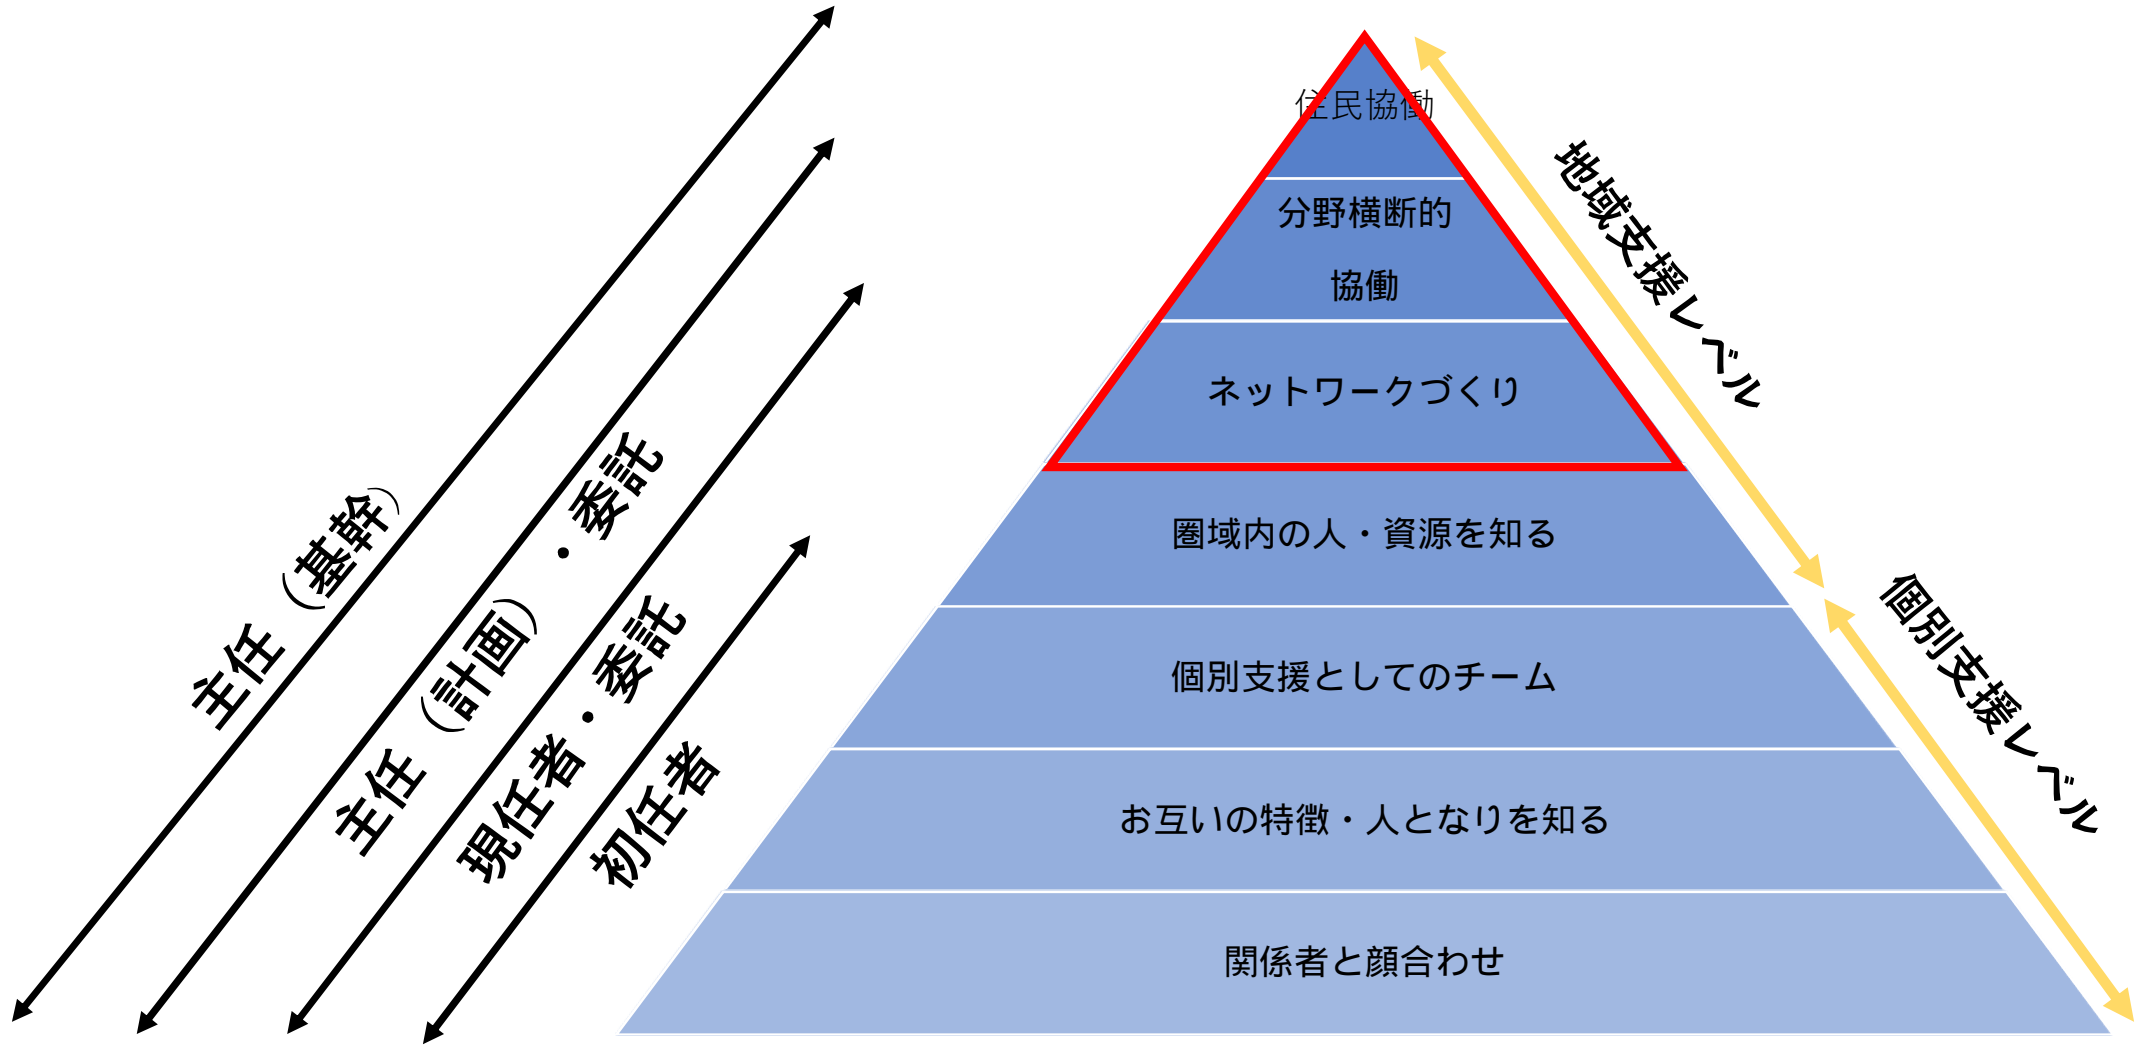 住民協働
分野横断的
協働
ネットワークづくり
圏域内の人・資源を知る
個別支援としてのチーム
お互いの特徴・人となりを知る
関係者と顔合わせ
主任（基幹）
主任（計画）・委託
現任者・委託
初任者
地域支援レベル
個別支援レベル